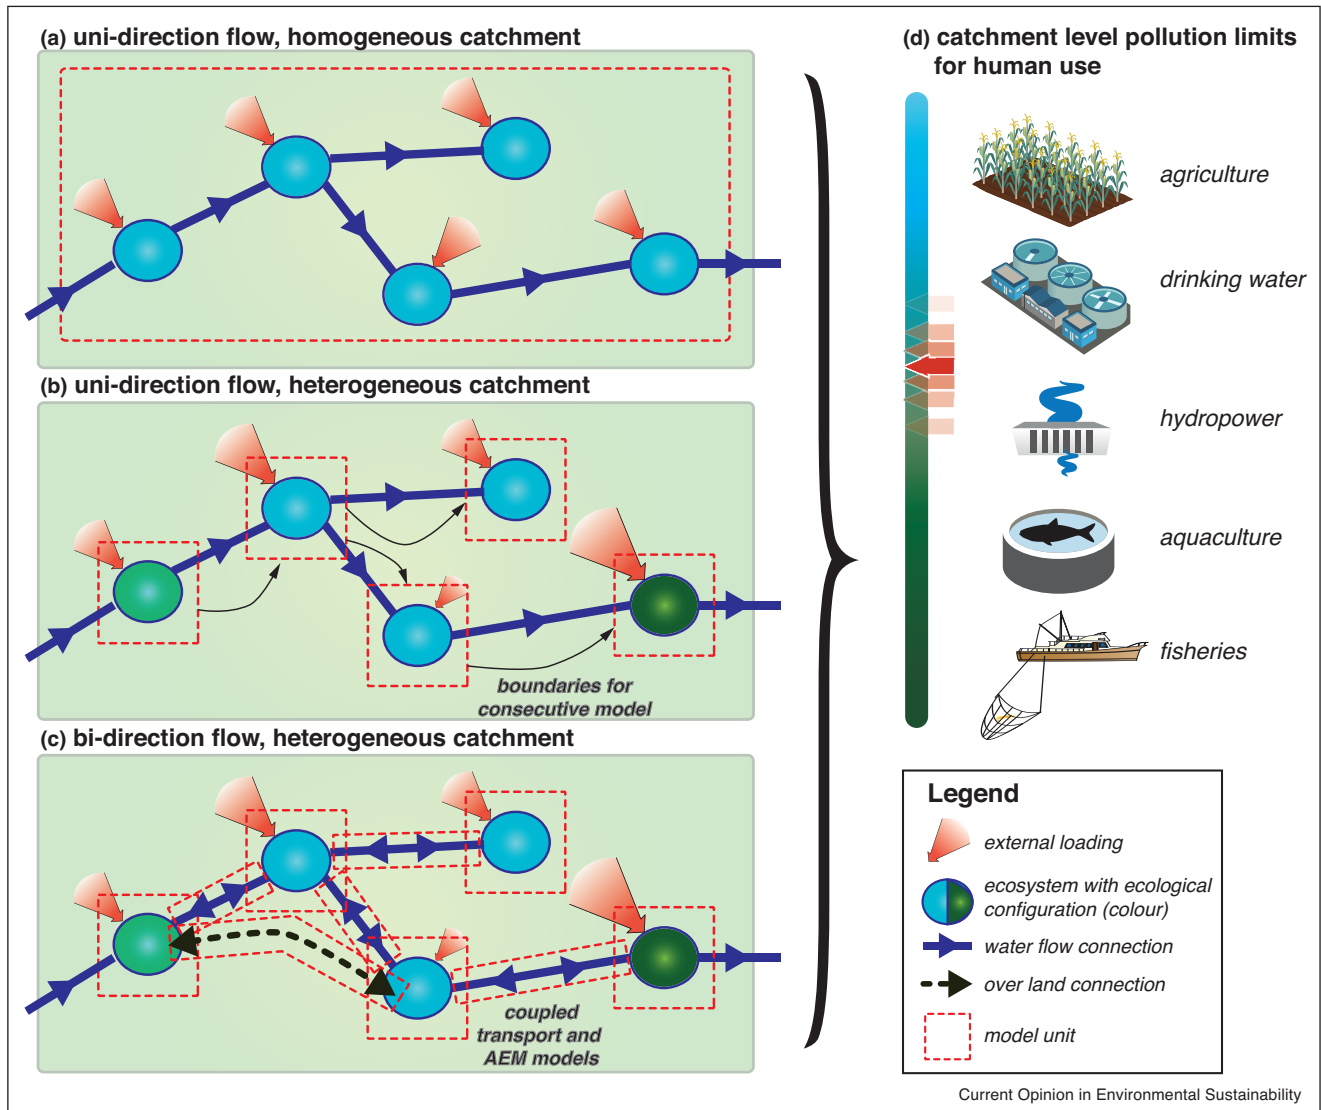 (a) uni-direction flow, homogeneous catchment
(b) uni-direction flow, heterogeneous catchment
boundaries for
consecutive model
(c) bi-direction flow, heterogeneous catchment
coupled
transport and
AEM models
(d) catchment level pollution limits
for human use
agriculture
drinking water
hydropower
aquaculture
fisheries
Legend
external loading
ecosystem with ecological
configuration (colour)
water flow connection
over land connection
model unit
Current Opinion in Environmental Sustainability